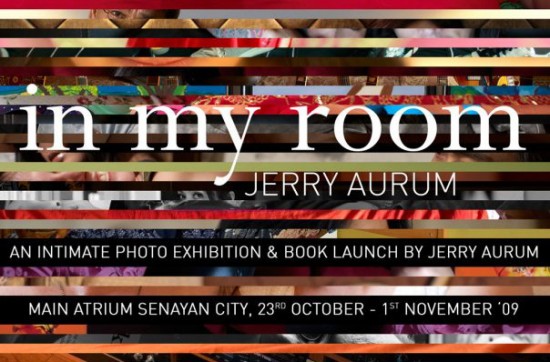 in my room
JERRY AURUM
AN INTIMATE PHOTO EXHIBITION & BOOK LAUNCH BY JERRY AURUM
MAIN ATRIUM SENAYAN CITY, 23RD OCTOBER - 1ST NOVEMBER '09